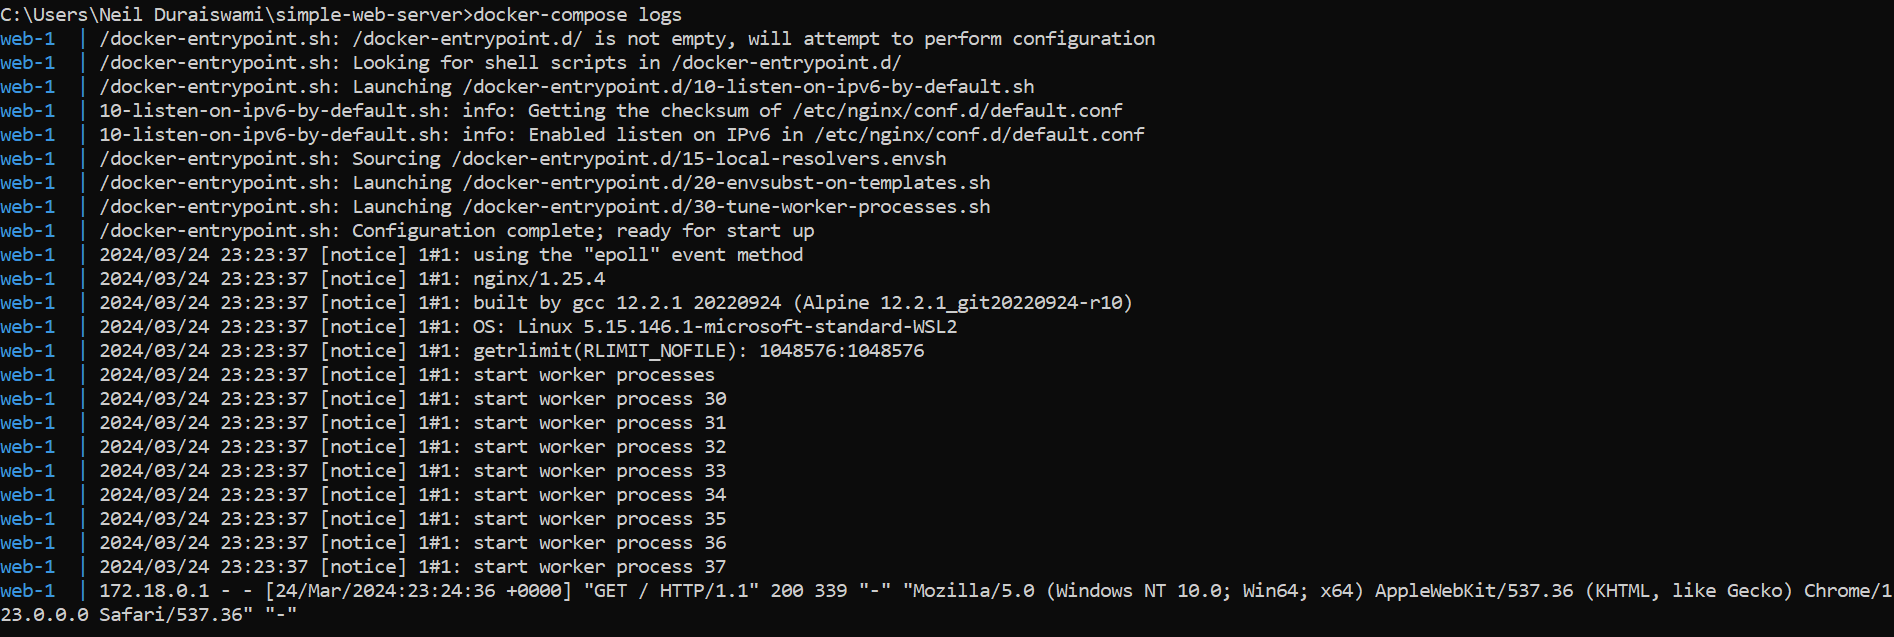 C:\Users\Neil Duraiswami\simple-web-server>docker-compose logs
web-1  | /docker-entrypoint.sh: /docker-entrypoint.d/ is not empty, will attempt to perform configuration
web-1  | /docker-entrypoint.sh: Looking for shell scripts in /docker-entrypoint.d/
web-1  | /docker-entrypoint.sh: Launching /docker-entrypoint.d/10-listen-on-ipv6-by-default.sh
web-1  | 10-listen-on-ipv6-by-default.sh: info: Getting the checksum of /etc/nginx/conf.d/default.conf
web-1  | 10-listen-on-ipv6-by-default.sh: info: Enabled listen on IPv6 in /etc/nginx/conf.d/default.conf
web-1  | /docker-entrypoint.sh: Sourcing /docker-entrypoint.d/15-local-resolvers.envsh
web-1  | /docker-entrypoint.sh: Launching /docker-entrypoint.d/20-envsubst-on-templates.sh
web-1  | /docker-entrypoint.sh: Launching /docker-entrypoint.d/30-tune-worker-processes.sh
web-1  | /docker-entrypoint.sh: Configuration complete; ready for start up
web-1  | 2024/03/24 23:23:37 [notice] 1#1: using the "epoll" event method
web-1  | 2024/03/24 23:23:37 [notice] 1#1: nginx/1.25.4
web-1  | 2024/03/24 23:23:37 [notice] 1#1: built by gcc 12.2.1 20220924 (Alpine 12.2.1_git20220924-r10)
web-1  | 2024/03/24 23:23:37 [notice] 1#1: OS: Linux 5.15.146.1-microsoft-standard-WSL2
web-1  | 2024/03/24 23:23:37 [notice] 1#1: getrlimit(RLIMIT_NOFILE): 1048576:1048576
web-1  | 2024/03/24 23:23:37 [notice] 1#1: start worker processes
web-1  | 2024/03/24 23:23:37 [notice] 1#1: start worker process 30
web-1  | 2024/03/24 23:23:37 [notice] 1#1: start worker process 31
web-1  | 2024/03/24 23:23:37 [notice] 1#1: start worker process 32
web-1  | 2024/03/24 23:23:37 [notice] 1#1: start worker process 33
web-1  | 2024/03/24 23:23:37 [notice] 1#1: start worker process 34
web-1  | 2024/03/24 23:23:37 [notice] 1#1: start worker process 35
web-1  | 2024/03/24 23:23:37 [notice] 1#1: start worker process 36
web-1  | 2024/03/24 23:23:37 [notice] 1#1: start worker process 37
web-1  | 172.18.0.1 - - [24/Mar/2024:23:24:36 +0000] "GET / HTTP/1.1" 200 339 "-" "Mozilla/5.0 (Windows NT 10.0; Win64; x64) AppleWebKit/537.36 (KHTML, like Gecko) Chrome/1
23.0.0.0 Safari/537.36" "-"